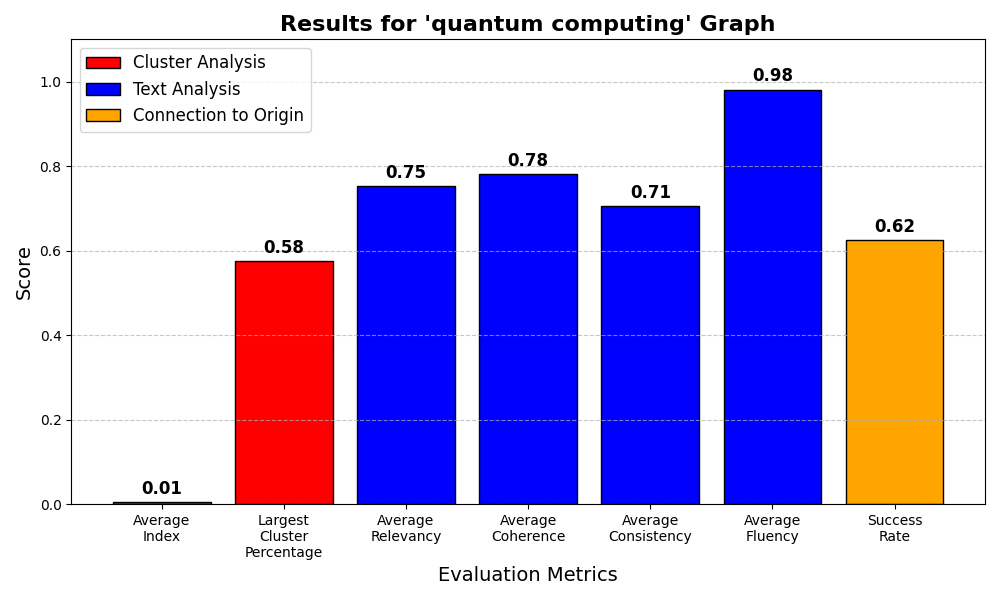 Results for 'quantum computing' Graph
Cluster Analysis
Text Analysis
Connection to Origin
Score
1.0
0.8
0.6
0.4
0.2
0.0
0.01
0.58
0.75
0.78
0.71
0.98
0.62
Average
Index
Largest
Cluster
Percentage
Average
Relevancy
Average
Coherence
Average
Consistency
Average
Fluency
Success
Rate
Evaluation Metrics